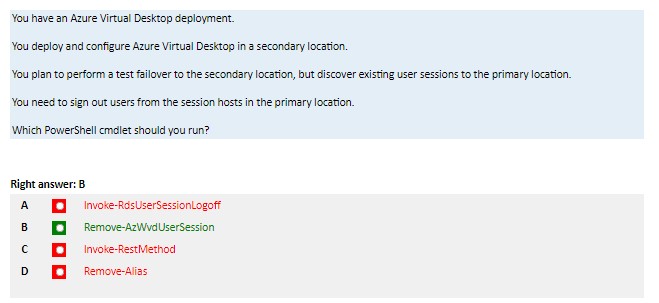 You have an Azure Virtual Desktop deployment.
You deploy and configure Azure Virtual Desktop in a secondary location.
You plan to perform a test failover to the secondary location, but discover existing user sessions to the primary location.
You need to sign out users from the session hosts in the primary location.
Which PowerShell cmdlet should you run?
Right answer: B
A Invoke-RdsUserSessionLogoff
B Remove-AzWvdUserSession
C Invoke-RestMethod
D Remove-Alias